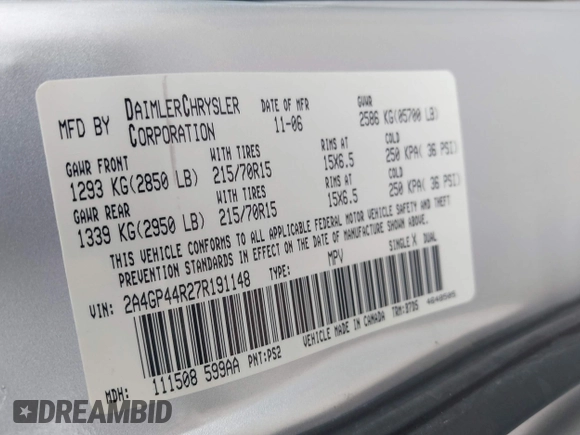 MFD BY DAIMLERCHRYSLER CORPORATION DATE OF MFR 11-06 GVWR 2586 KG(05700 LB)
GAWR FRONT WITH TIRES RIMS AT COLD
1293 KG(2850 LB) 215/70R15 15X6.5 250 KPA( 36 PSI)
GAWR REAR WITH TIRES RIMS AT COLD
1339 KG(2950 LB) 215/70R15 15X6.5 250 KPA( 36 PSI)
THIS VEHICLE CONFORMS TO ALL APPLICABLE FEDERAL MOTOR VEHICLE SAFETY AND THEFT
PREVENTION STANDARDS IN EFFECT ON THE DATE OF MANUFACTURE SHOWN ABOVE.
VIN: 2A4GP44R27R191148 TYPE: MPV SINGLE X DUAL
VEHICLE MADE IN CANADA TRM:B7D5
MDH: 111508 599AA PNT:PS2
DREAMBID